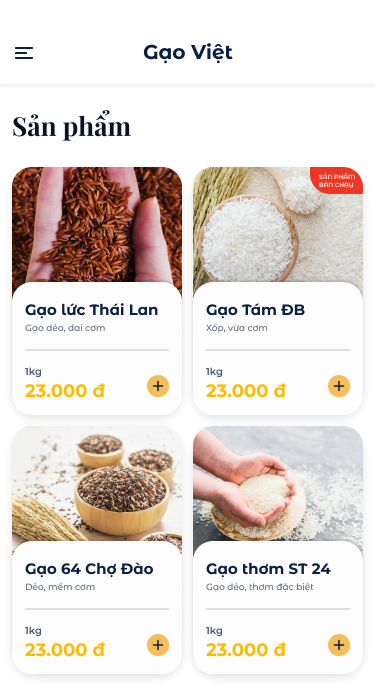 Gạo Việt
Sản phẩm
SẢN PHẨM
BÁN CHẠY
Gạo lức Thái Lan
Gạo dẻo, dai cơm
1kg
23.000 đ
Gạo Tám ĐB
Xốp, vừa cơm
1kg
23.000 đ
Gạo 64 Chợ Đào
Dẻo, mềm cơm
1kg
23.000 đ
Gạo thơm ST 24
Gạo dẻo, thơm đặc biệt
1kg
23.000 đ